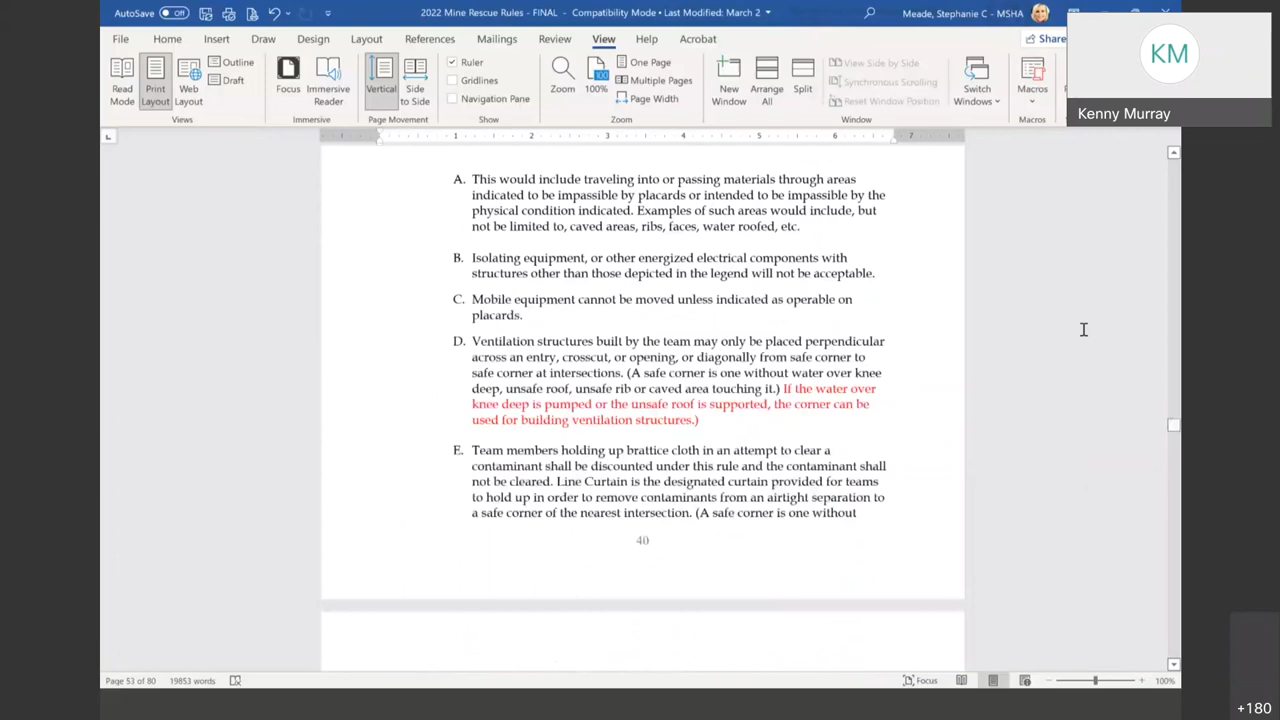 AutoSave Off 2022 Mine Rescue Rules - FINAL - Compatibility Mode • Last Modified: March 2 Meade, Stephanie C - MSHA
File Home Insert Draw Design Layout References Mailings Review View Help Acrobat Share
Read Mode Print Layout Web Layout Outline Draft Focus Immersive Reader Vertical Side to Side Ruler Gridlines Navigation Pane Zoom 100 100% One Page Multiple Pages Page Width New Window Arrange All Split View Side by Side Synchronous Scrolling Reset Window Position Switch Windows Macros
Views Immersive Page Movement Show Zoom Window Macros
KM
Kenny Murray
1 2 3 4 5 6 7
A. This would include traveling into or passing materials through areas
indicated to be impassible by placards or intended to be impassible by the
physical condition indicated. Examples of such areas would include, but
not be limited to, caved areas, ribs, faces, water roofed, etc.
B. Isolating equipment, or other energized electrical components with
structures other than those depicted in the legend will not be acceptable.
C. Mobile equipment cannot be moved unless indicated as operable on
placards.
D. Ventilation structures built by the team may only be placed perpendicular
across an entry, crosscut, or opening, or diagonally from safe corner to
safe corner at intersections. (A safe corner is one without water over knee
deep, unsafe roof, unsafe rib or caved area touching it.) If the water over
knee deep is pumped or the unsafe roof is supported, the corner can be
used for building ventilation structures.)
E. Team members holding up brattice cloth in an attempt to clear a
contaminant shall be discounted under this rule and the contaminant shall
not be cleared. Line Curtain is the designated curtain provided for teams
to hold up in order to remove contaminants from an airtight separation to
a safe corner of the nearest intersection. (A safe corner is one without
40
Page 53 of 80 19853 words Focus 100%
+180